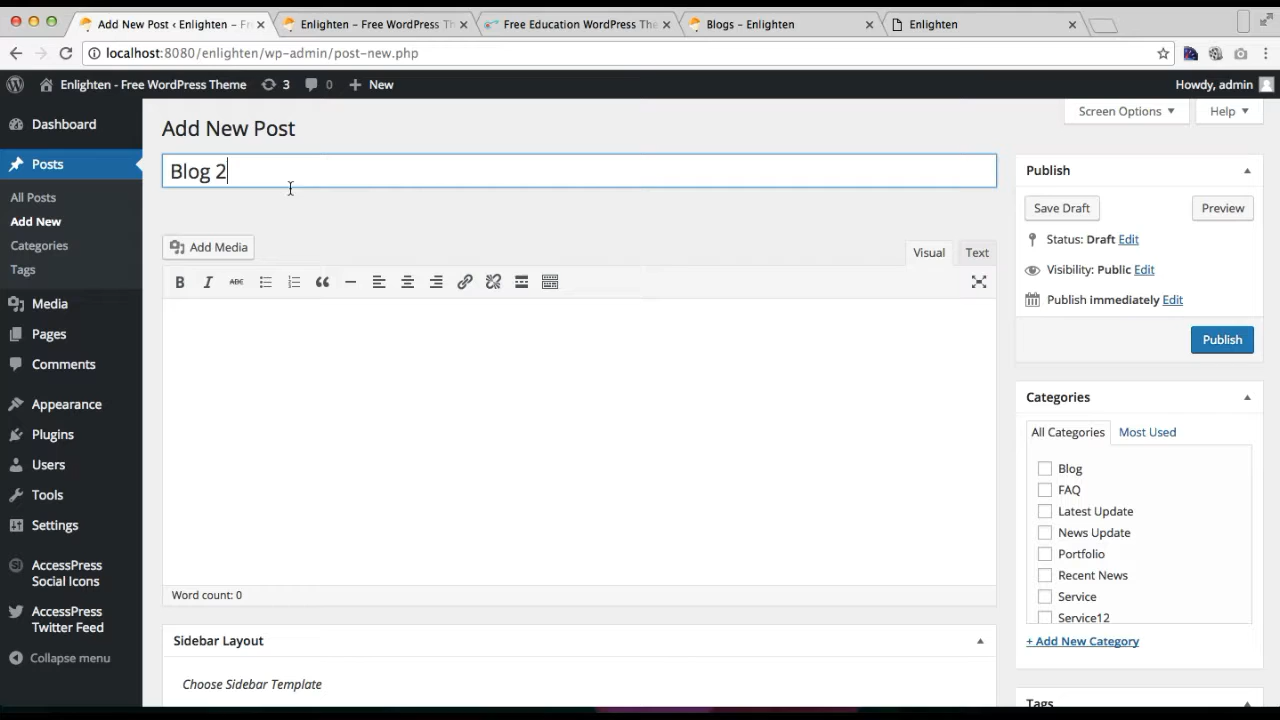 Add New Post ‹ Enlighten – Fr
Enlighten – Free WordPress Th
Free Education WordPress The
Blogs – Enlighten
Enlighten
localhost:8080/enlighten/wp-admin/post-new.php
Enlighten - Free WordPress Theme
3
0
New
Howdy, admin
Dashboard
Posts
All Posts
Add New
Categories
Tags
Media
Pages
Comments
Appearance
Plugins
Users
Tools
Settings
AccessPress
Social Icons
AccessPress
Twitter Feed
Collapse menu
Screen Options
Help
Add New Post
Blog 2
Add Media
Visual
Text
B
I
ABC
Word count: 0
Sidebar Layout
Choose Sidebar Template
Publish
Save Draft
Preview
Status: Draft Edit
Visibility: Public Edit
Publish immediately Edit
Publish
Categories
All Categories
Most Used
Blog
FAQ
Latest Update
News Update
Portfolio
Recent News
Service
Service12
+ Add New Category
Tags